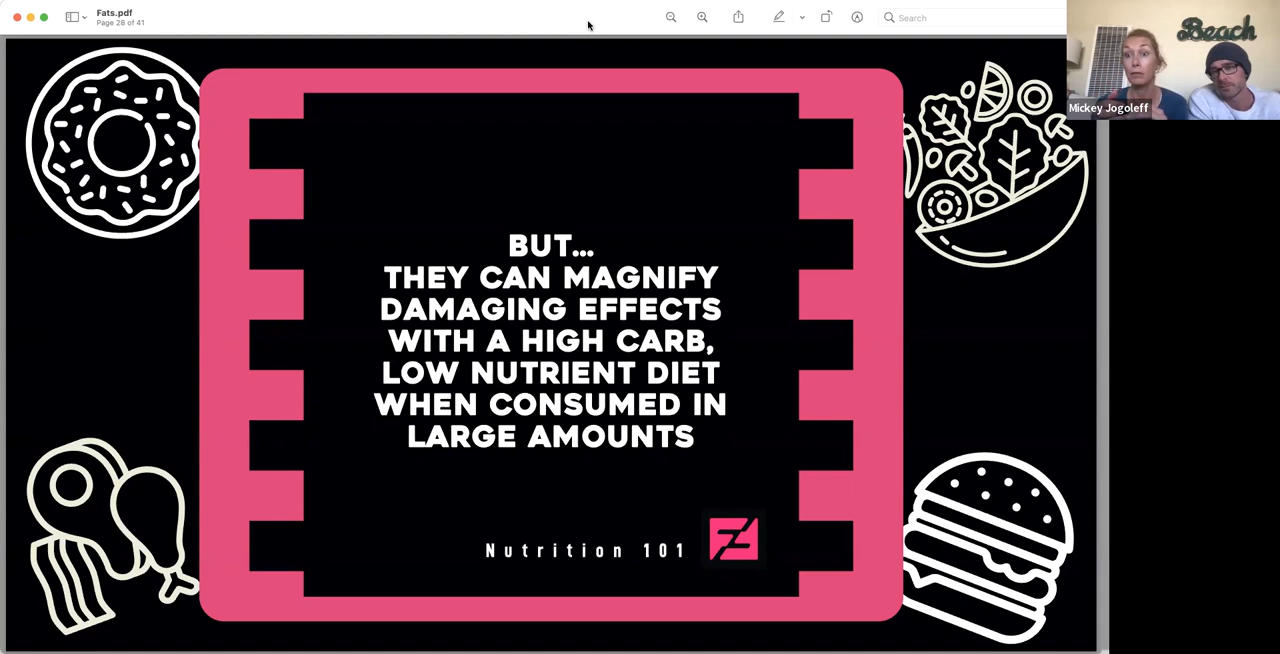 Fats.pdf
Page 28 of 41
Search
Beach
Mickey Jogoleff
BUT...
THEY CAN MAGNIFY
DAMAGING EFFECTS
WITH A HIGH CARB,
LOW NUTRIENT DIET
WHEN CONSUMED IN
LARGE AMOUNTS
Nutrition 101